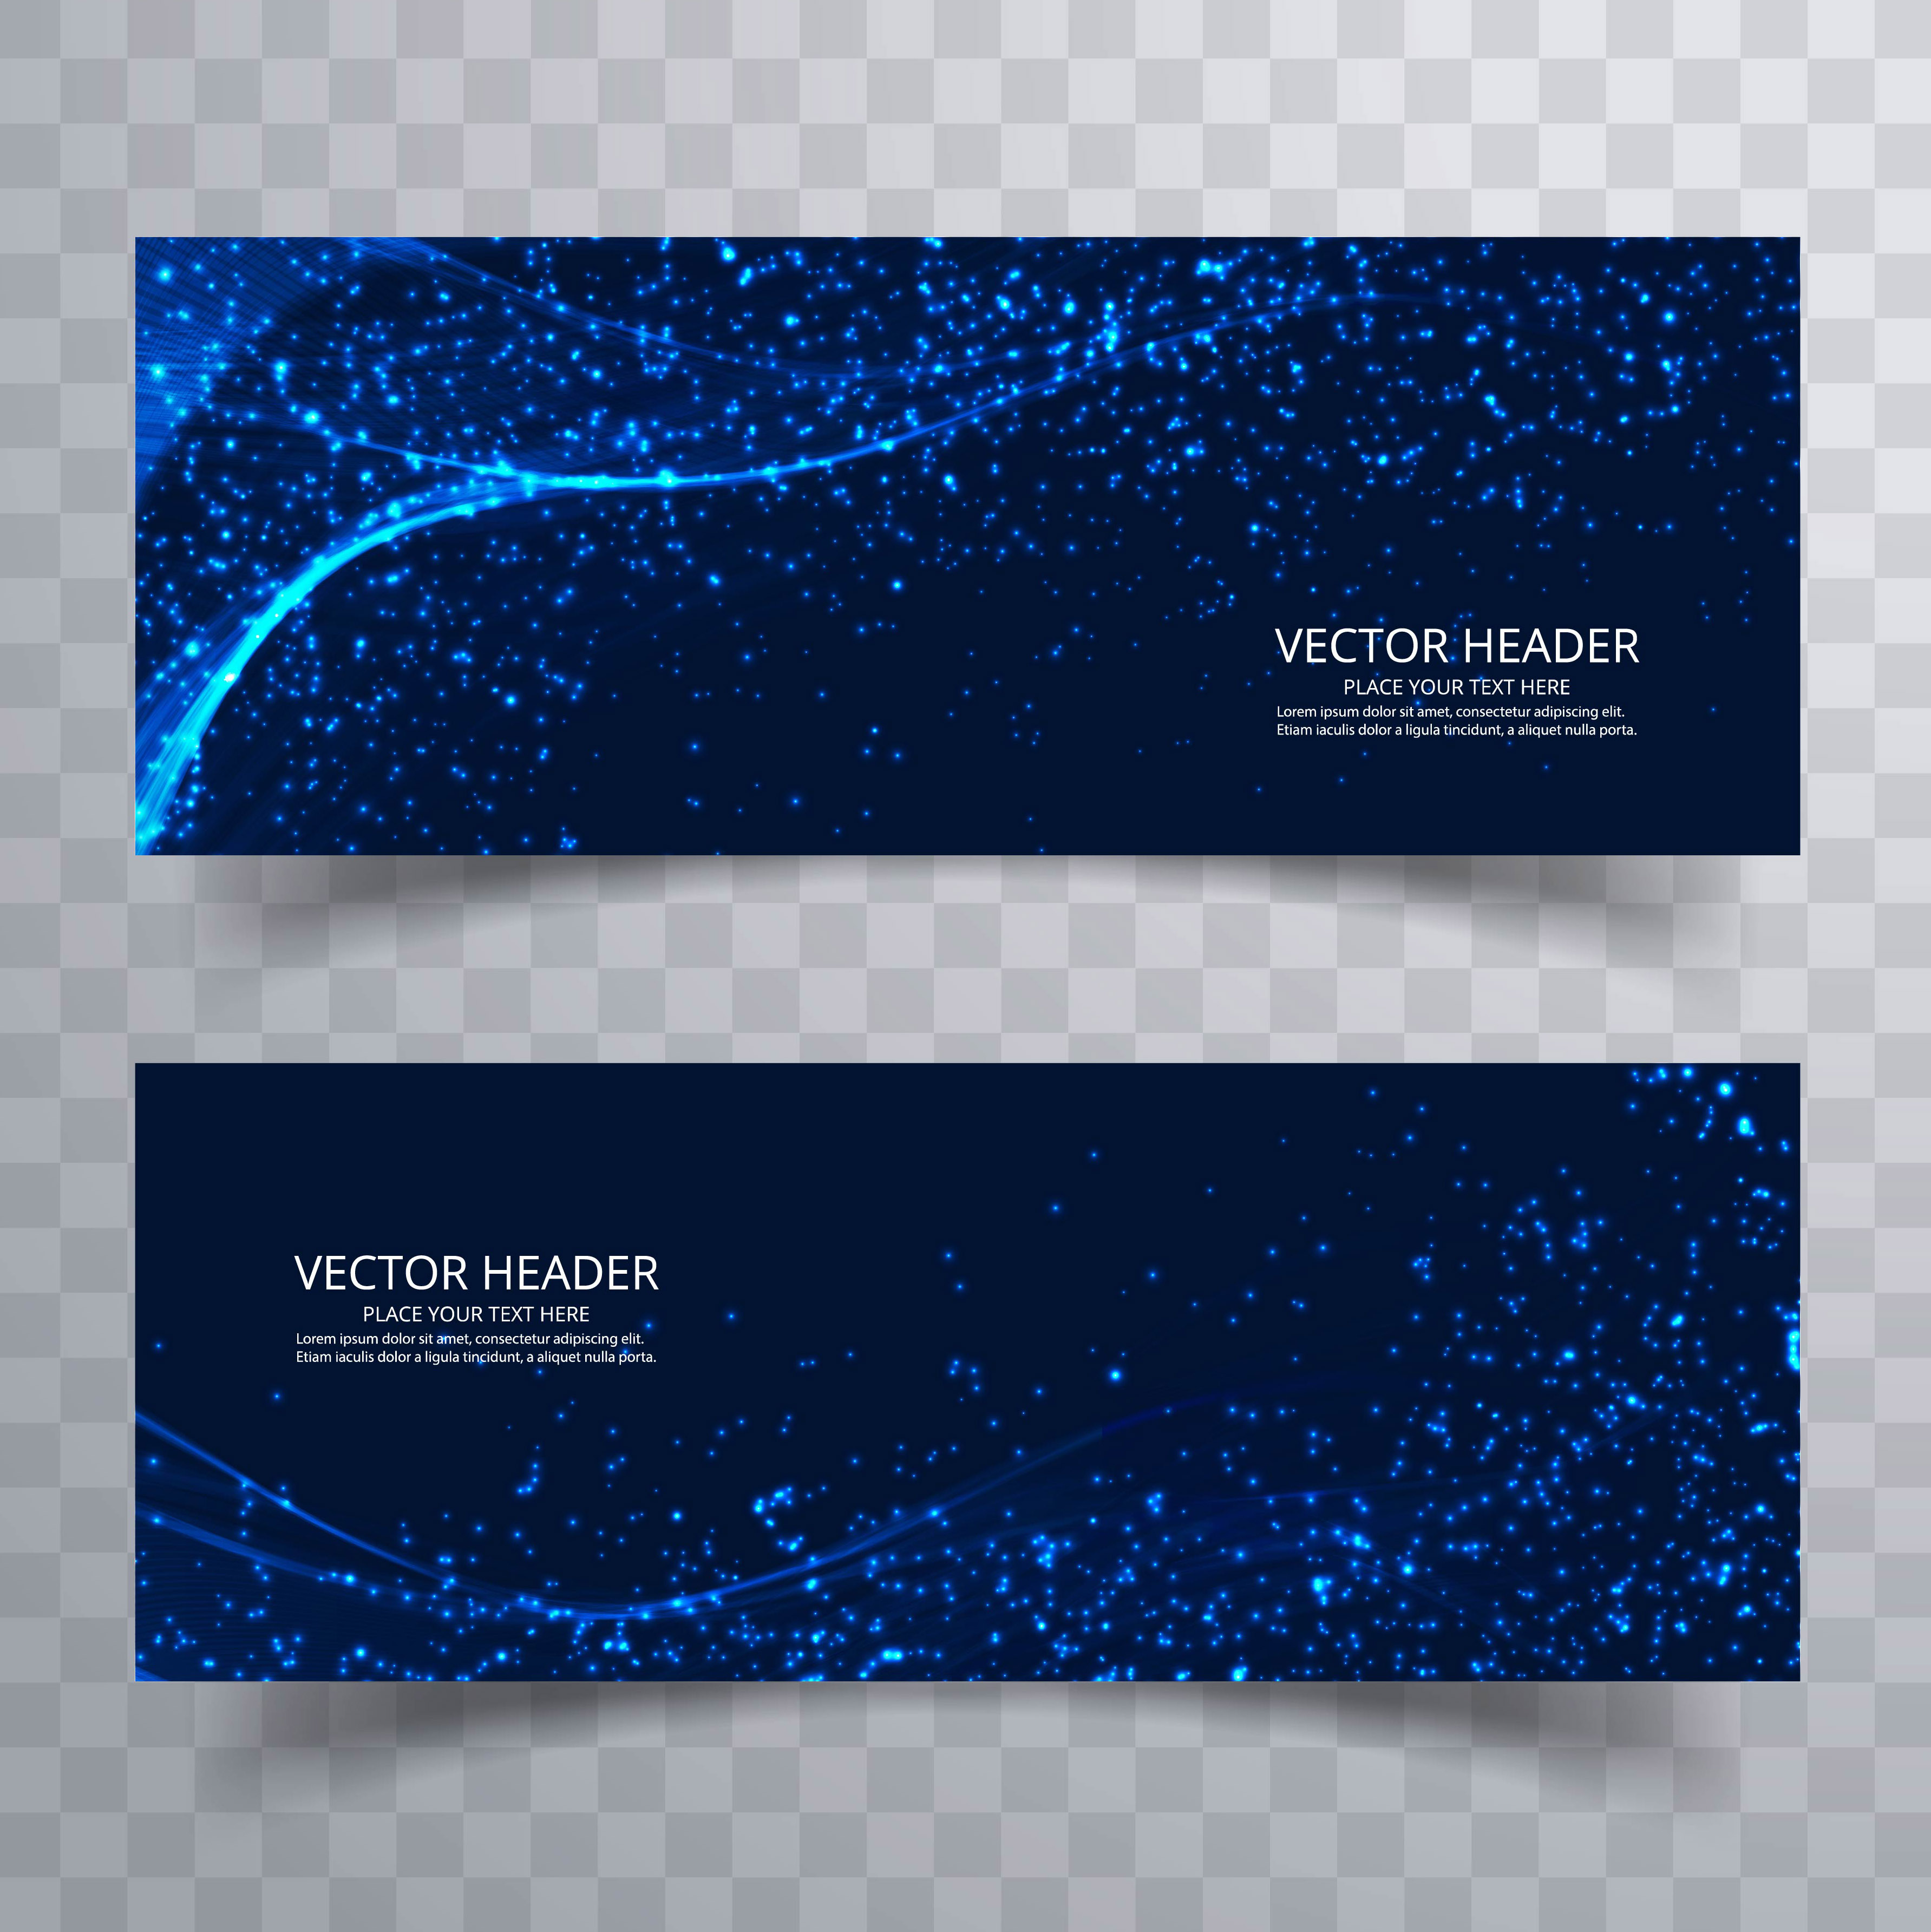 VECTOR HEADER
PLACE YOUR TEXT HERE
Lorem ipsum dolor sit amet, consectetur adipiscing elit.
Etiam iaculis dolor a ligula tincidunt, a aliquet nulla porta.
VECTOR HEADER
PLACE YOUR TEXT HERE
Lorem ipsum dolor sit amet, consectetur adipiscing elit.
Etiam iaculis dolor a ligula tincidunt, a aliquet nulla porta.